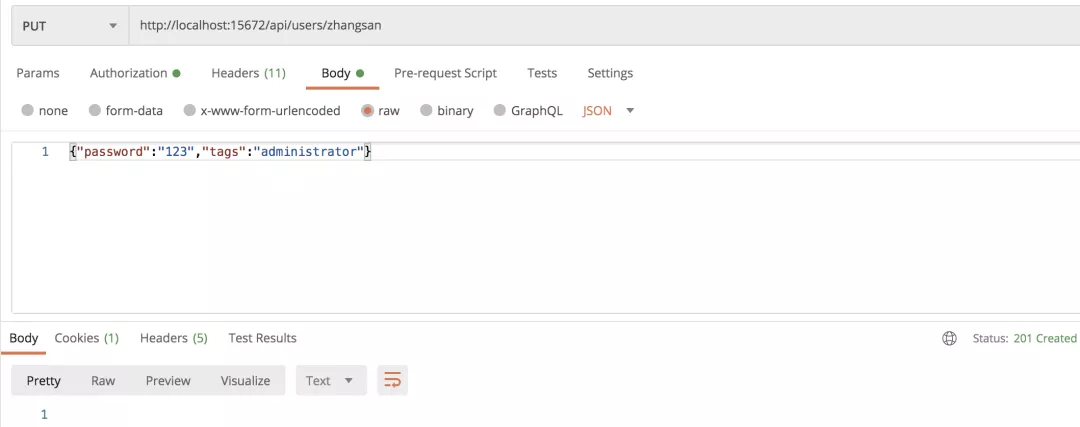 PUT http://localhost:15672/api/users/zhangsan
Params Authorization Headers (11) Body Pre-request Script Tests Settings
none form-data x-www-form-urlencoded raw binary GraphQL JSON
1 {"password":"123","tags":"administrator"}
Body Cookies (1) Headers (5) Test Results Status: 201 Created
Pretty Raw Preview Visualize Text
1